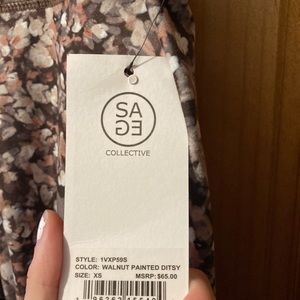 SA
GE
COLLECTIVE
STYLE: 1VXP59S
COLOR: WALNUT PAINTED DITSY
SIZE: XS MSRP: $65.00